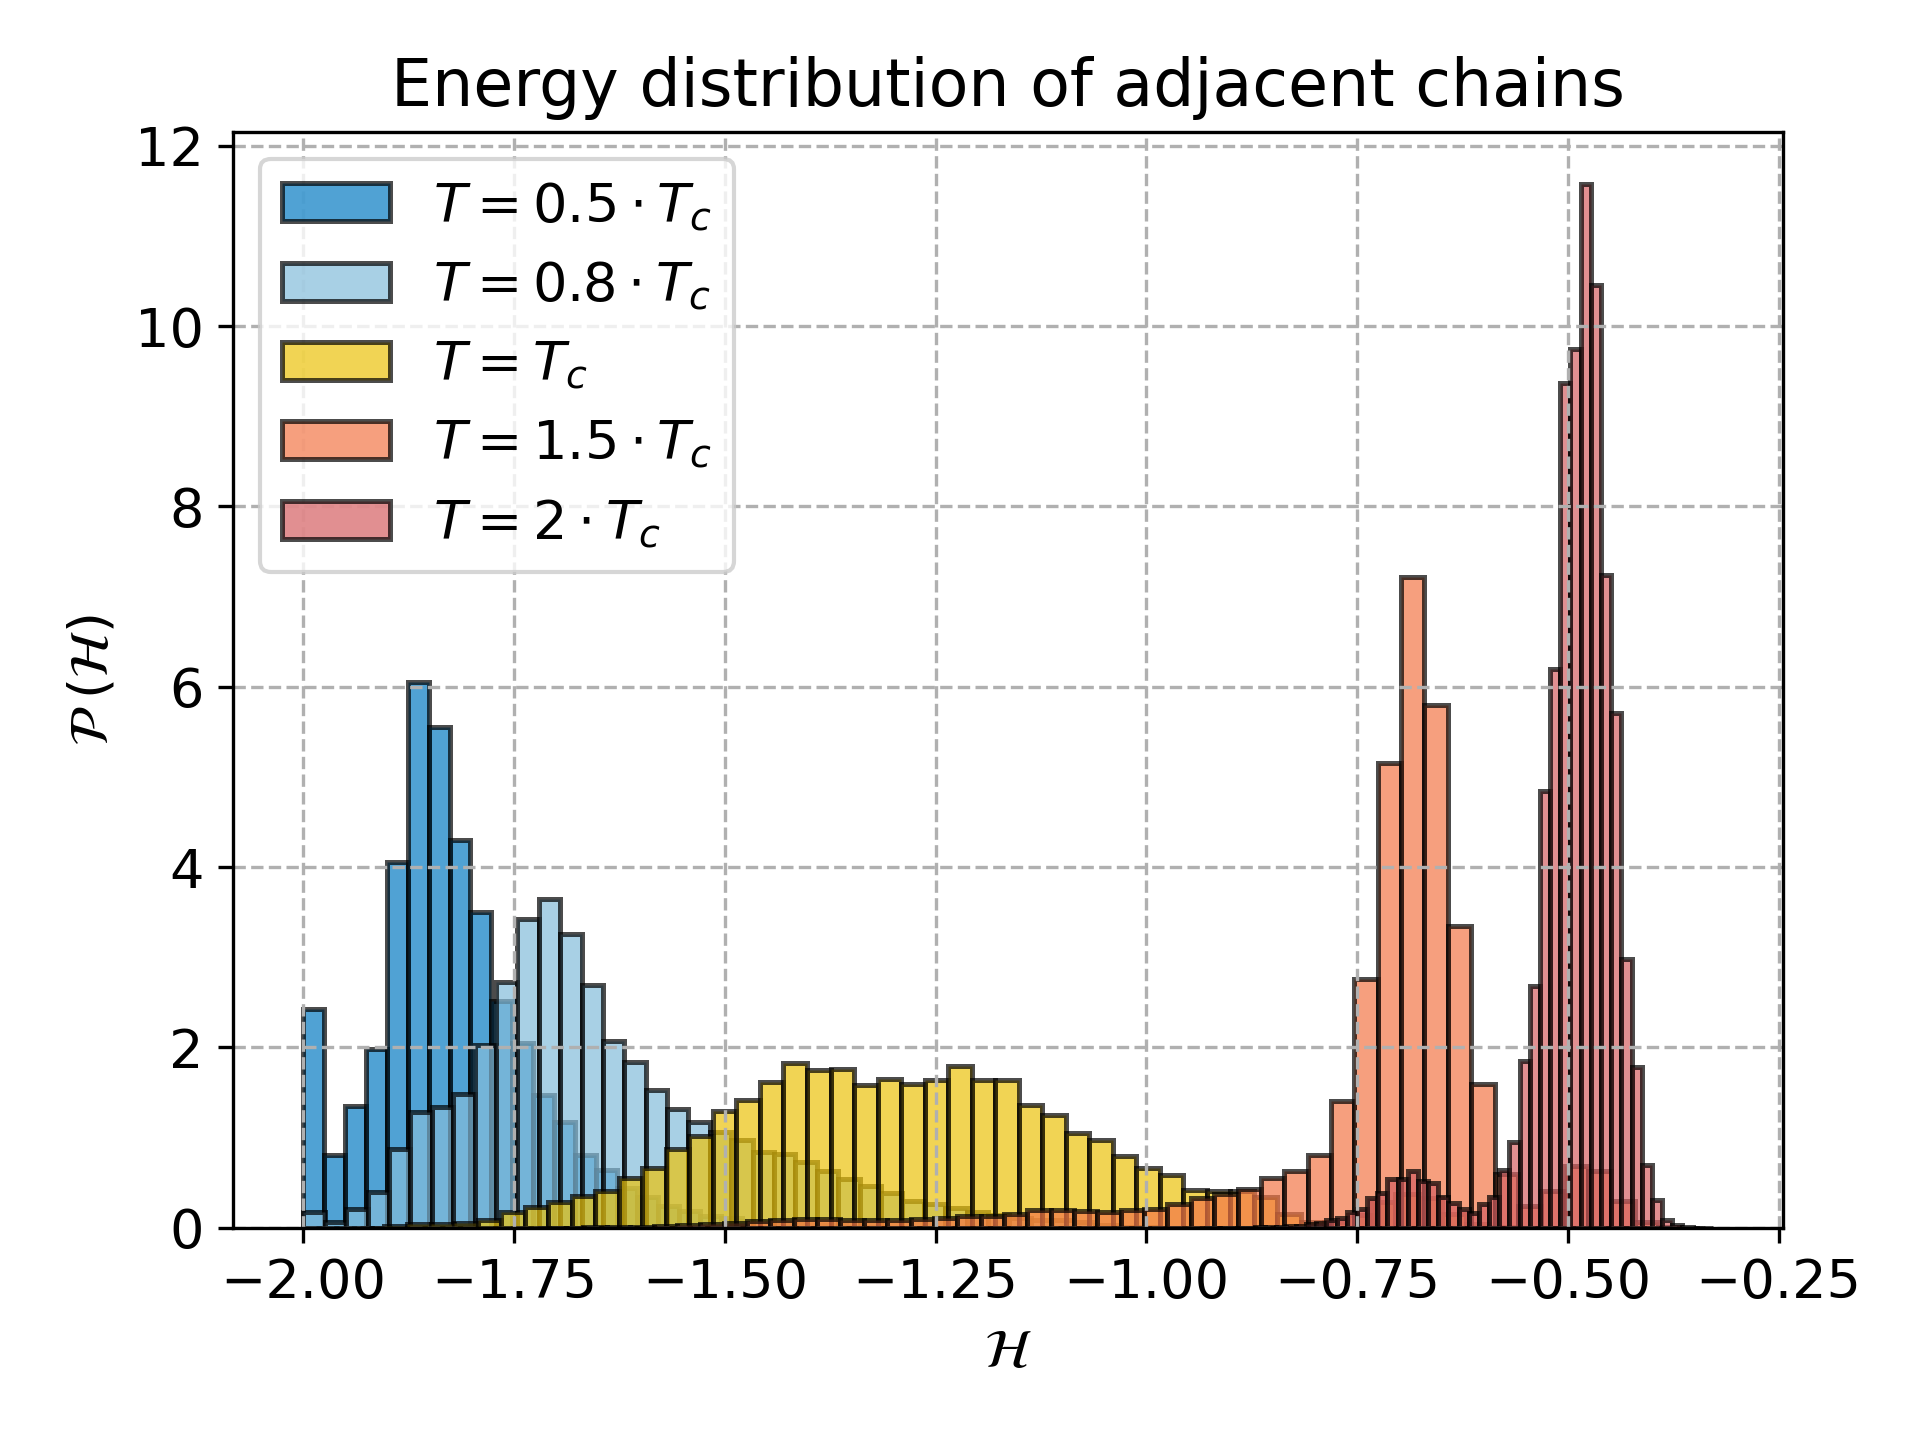 Energy distribution of adjacent chains
12
10
8
6
4
2
0
𝒫(ℋ)
T = 0.5 · T_c
T = 0.8 · T_c
T = T_c
T = 1.5 · T_c
T = 2 · T_c
−2.00 −1.75 −1.50 −1.25 −1.00 −0.75 −0.50 −0.25
ℋ